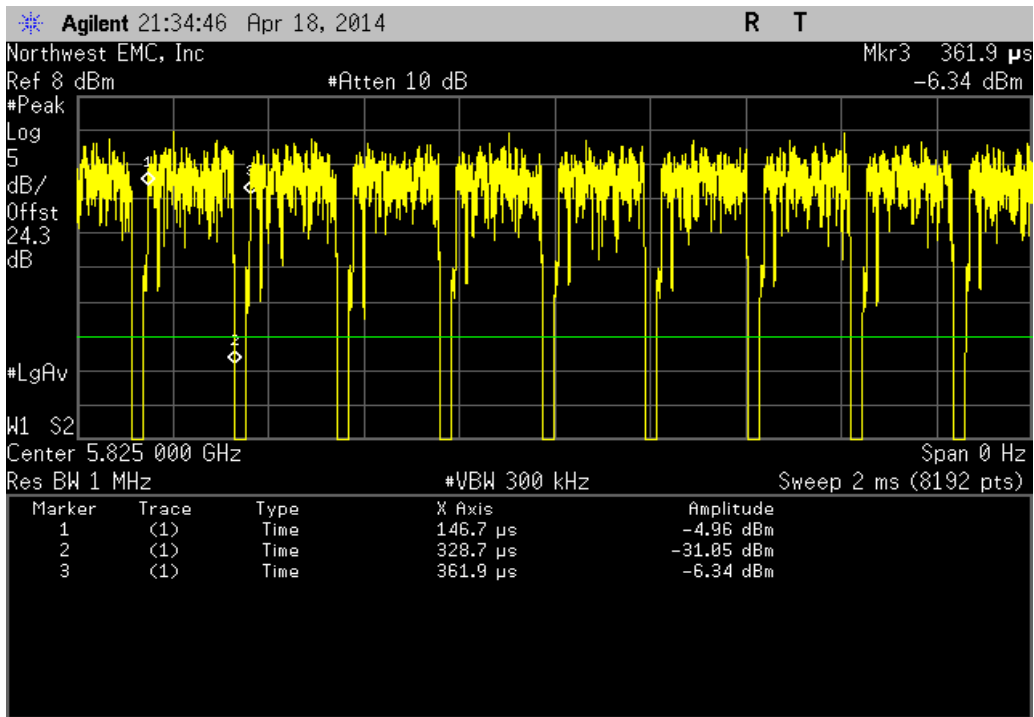 Agilent 21:34:46 Apr 18, 2014 R T
Northwest EMC, Inc Mkr3 361.9 µs
Ref 8 dBm #Atten 10 dB -6.34 dBm
#Peak
Log
5
dB/
Offst
24.3
dB
1
3
2
#LgAv
W1 S2
Center 5.825 000 GHz Span 0 Hz
Res BW 1 MHz #VBW 300 kHz Sweep 2 ms (8192 pts)
Marker Trace Type X Axis Amplitude
1 (1) Time 146.7 µs -4.96 dBm
2 (1) Time 328.7 µs -31.05 dBm
3 (1) Time 361.9 µs -6.34 dBm